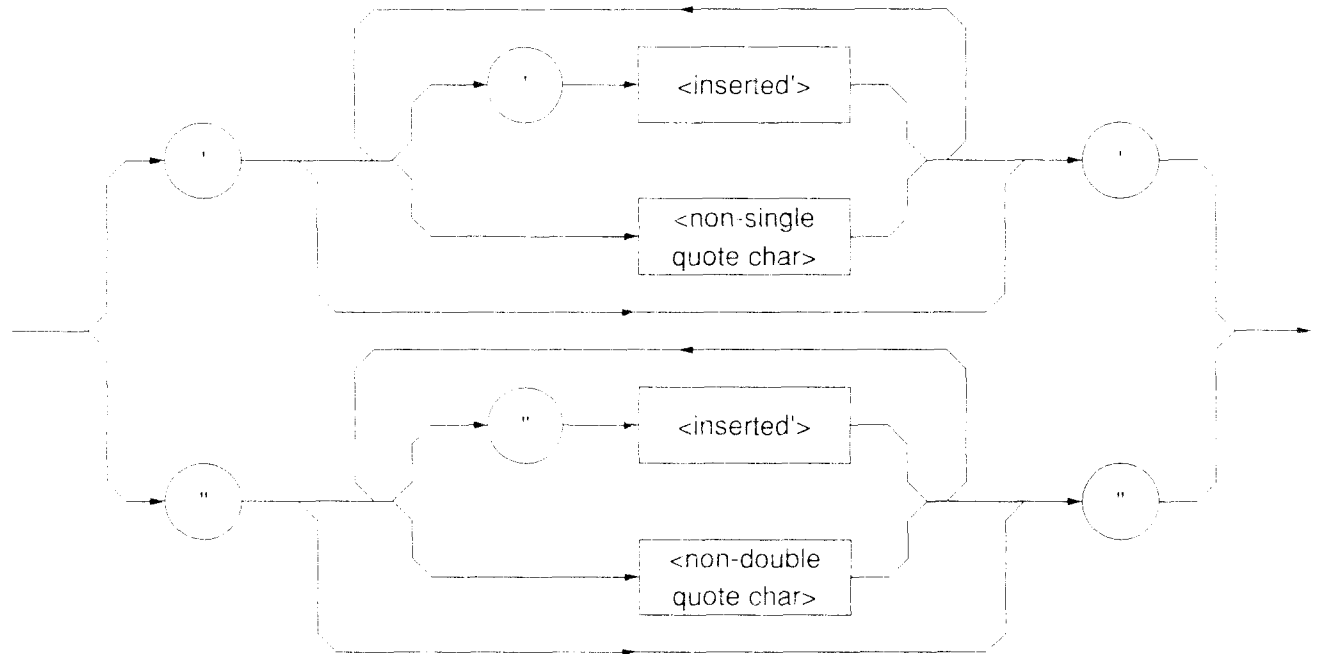 '
<inserted'>
'
'
<non-single
quote char>
"
<inserted'>
"
"
<non-double
quote char>